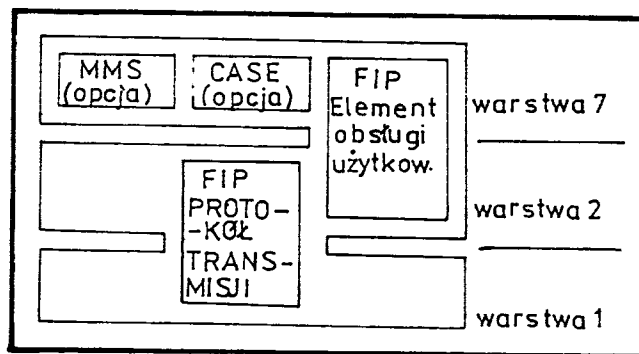 MMS
(opcja)
CASE
(opcja)
FIP
Element
obsługi
użytkow.
warstwa 7
FIP
PROTO-
-KÓŁ
TRANS-
MISJI
warstwa 2
warstwa 1